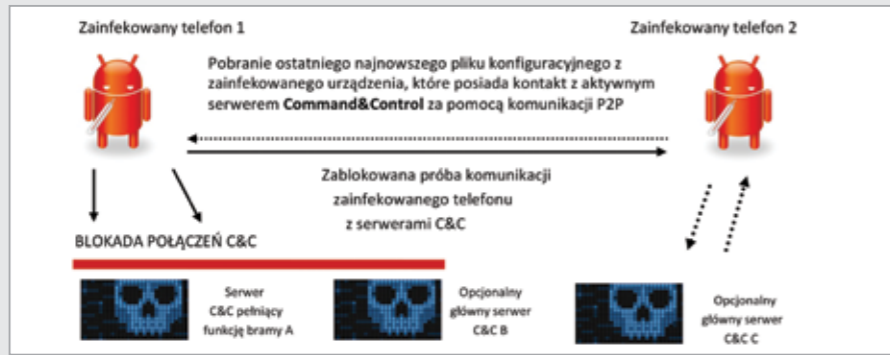 Zainfekowany telefon 1
Zainfekowany telefon 2
Pobranie ostatniego najnowszego pliku konfiguracyjnego z
zainfekowanego urządzenia, które posiada kontakt z aktywnym
serwerem Command&Control za pomocą komunikacji P2P
Zablokowana próba komunikacji
zainfekowanego telefonu
z serwerami C&C
BLOKADA POŁĄCZEŃ C&C
Serwer
C&C pełniący
funkcję bramy A
Opcjonalny
główny serwer
C&C B
Opcjonalny
główny serwer
C&C C